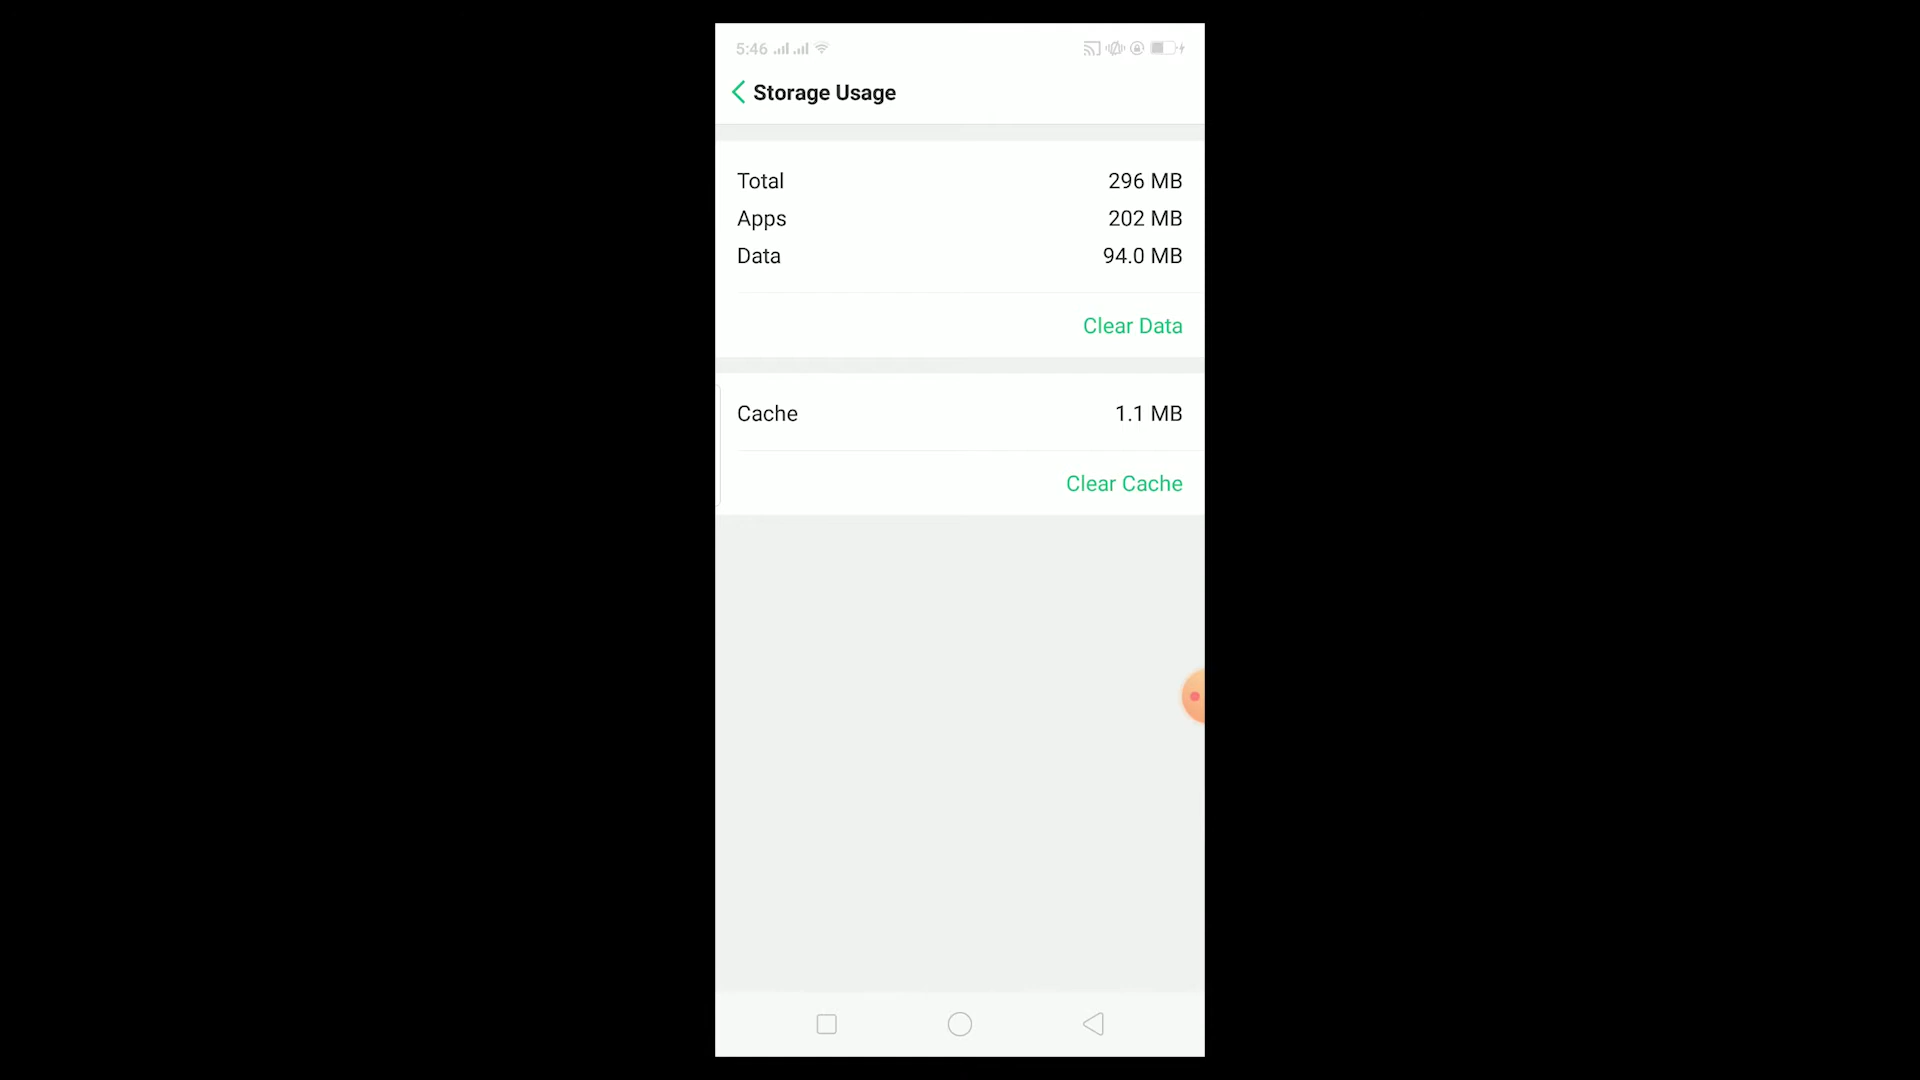 5:46
Storage Usage
Total 296 MB
Apps 202 MB
Data 94.0 MB
Clear Data
Cache 1.1 MB
Clear Cache